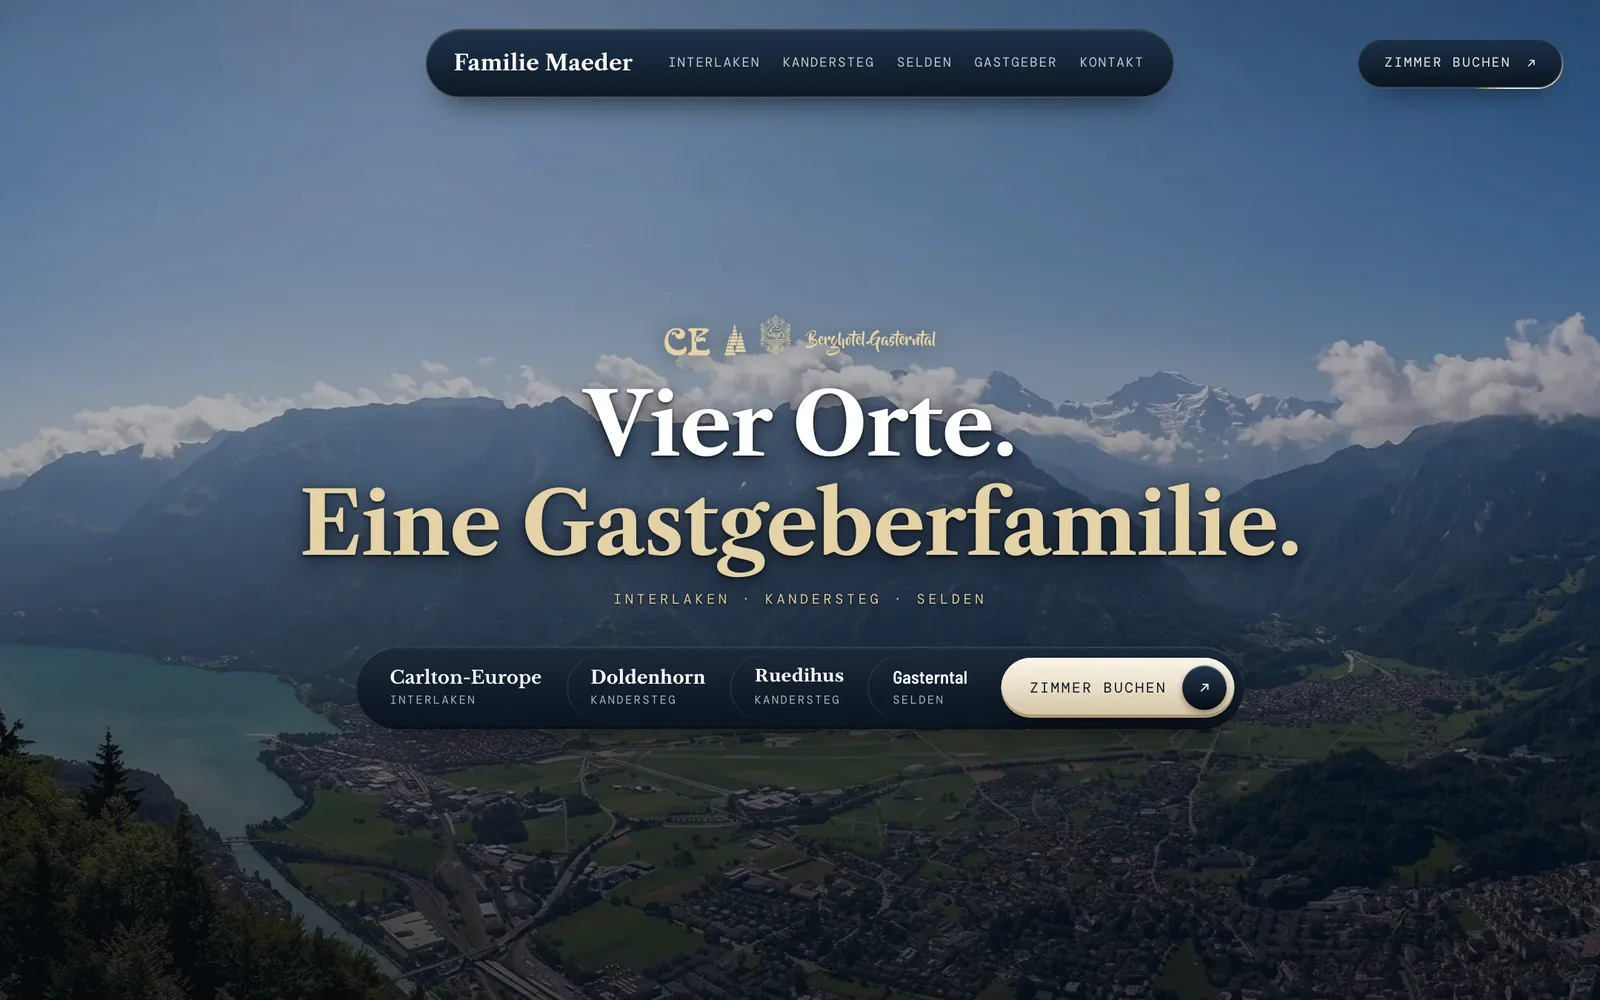 Familie Maeder INTERLAKEN KANDERSTEG SELDEN GASTGEBER KONTAKT ZIMMER BUCHEN ↗
CE Berghotel Gasterntal
Vier Orte.
Eine Gastgeberfamilie.
INTERLAKEN · KANDERSTEG · SELDEN
Carlton-Europe
INTERLAKEN
Doldenhorn
KANDERSTEG
Ruedihus
KANDERSTEG
Gasterntal
SELDEN
ZIMMER BUCHEN ↗